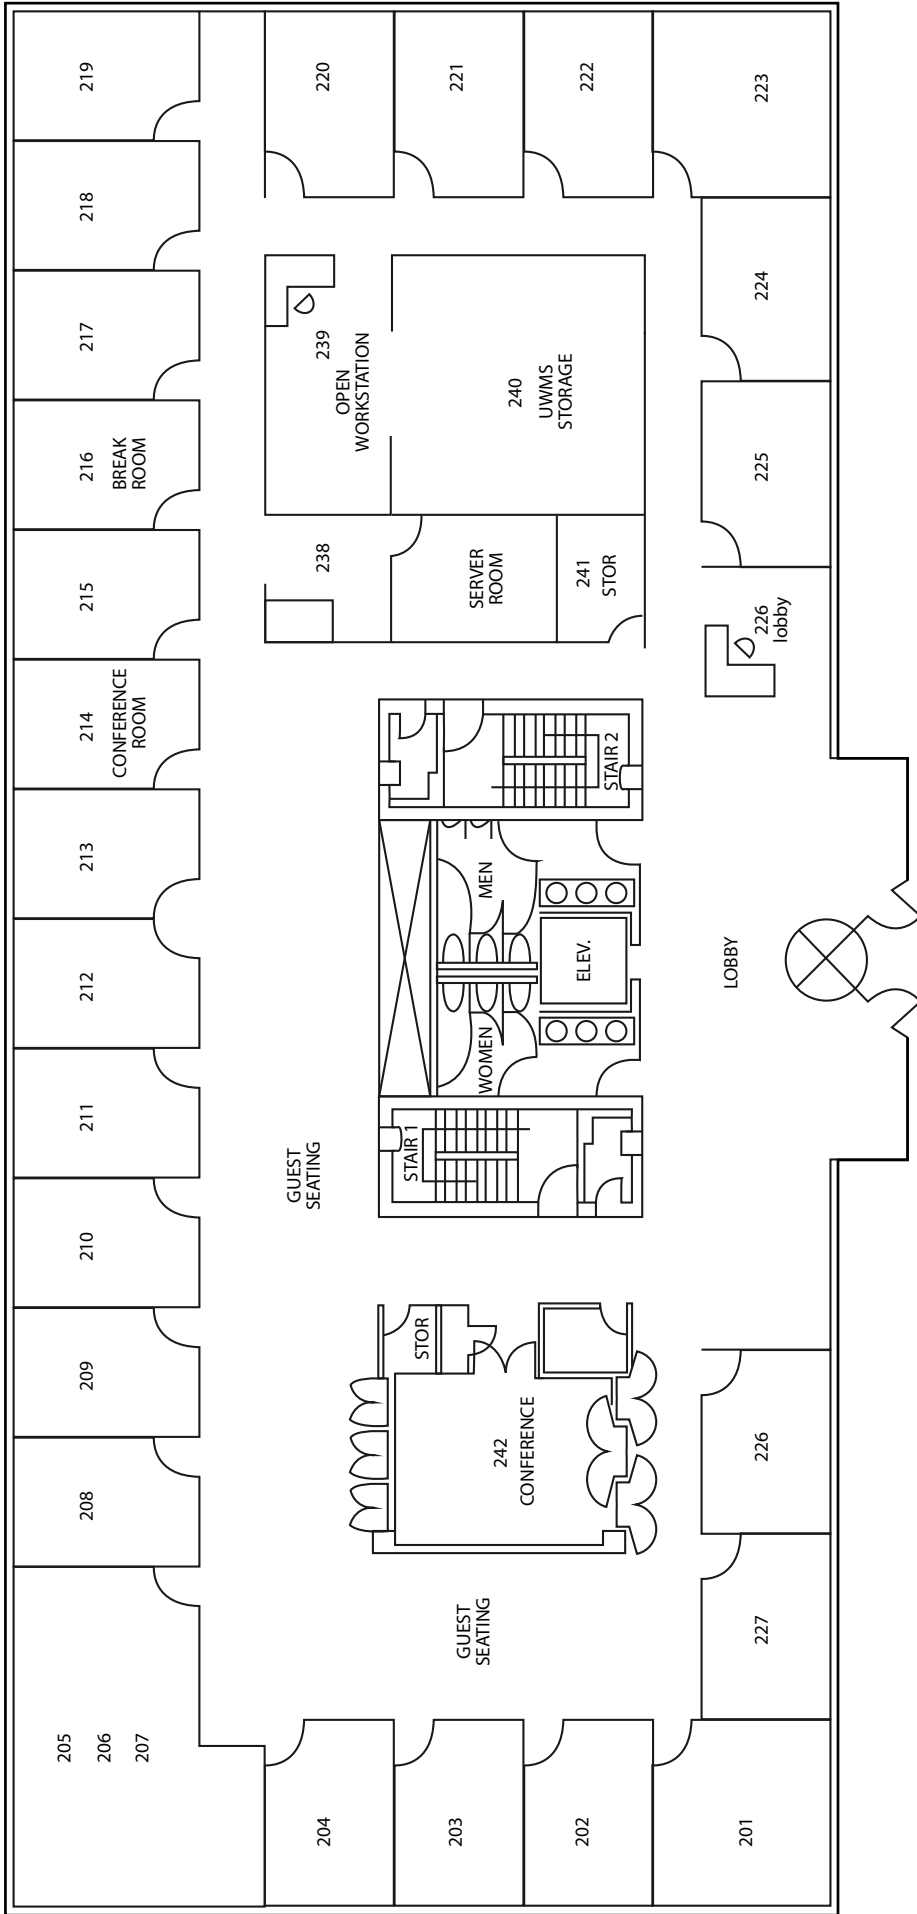 219
218
217
216
BREAK
ROOM
215
214
CONFERENCE
ROOM
213
212
211
210
209
208
205
206
207
220
221
222
223
224
225
226
lobby
239
OPEN
WORKSTATION
240
UWMS
STORAGE
238
SERVER
ROOM
241
STOR
STAIR 2
MEN
ELEV.
WOMEN
STAIR 1
LOBBY
GUEST
SEATING
STOR
242
CONFERENCE
GUEST
SEATING
226
227
204
203
202
201